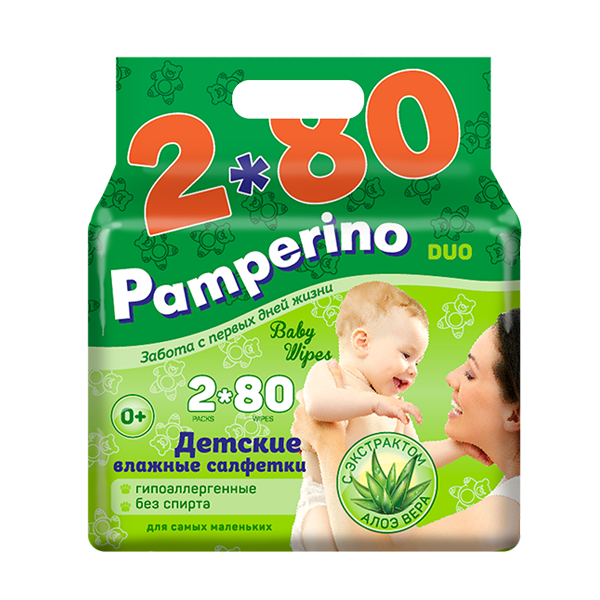 2*80
Pamperino
DUO
Забота с первых дней жизни
Baby
Wipes
2*80
PACKS WIPES
0+
Детские
влажные салфетки
гипоаллергенные
без спирта
для самых маленьких
С ЭКСТРАКТОМ
АЛОЭ ВЕРА